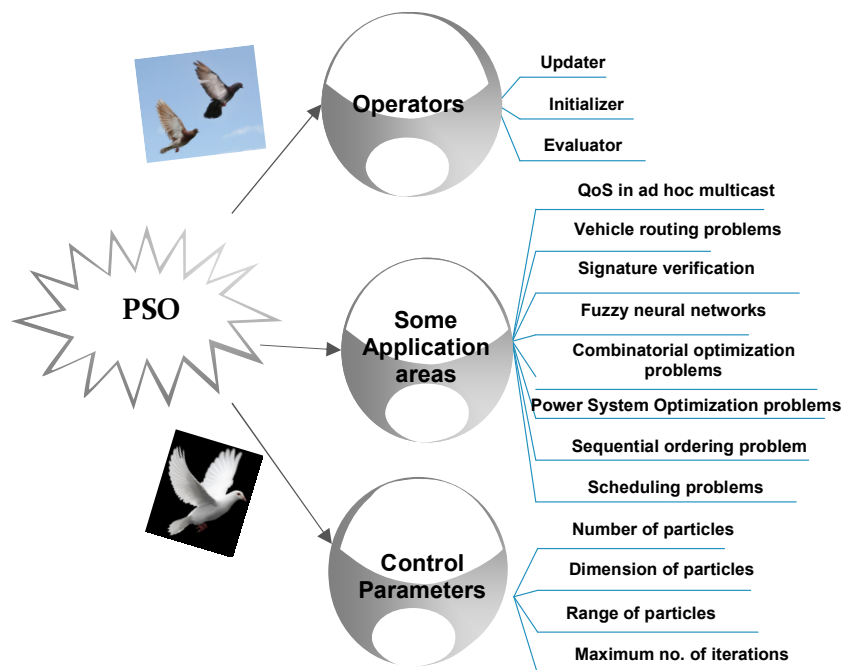 PSO
Operators
Updater
Initializer
Evaluator
Some
Application
areas
QoS in ad hoc multicast
Vehicle routing problems
Signature verification
Fuzzy neural networks
Combinatorial optimization
problems
Power System Optimization problems
Sequential ordering problem
Scheduling problems
Control
Parameters
Number of particles
Dimension of particles
Range of particles
Maximum no. of iterations